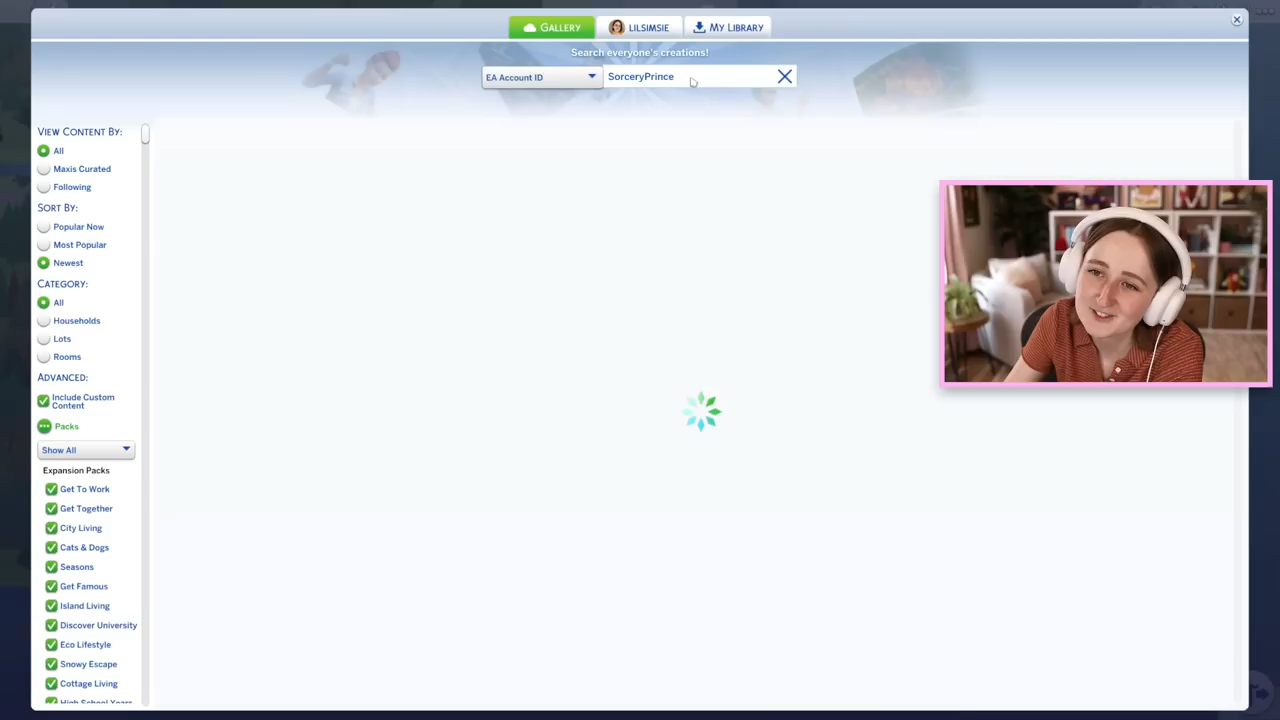 GALLERY
LILSIMSIE
MY LIBRARY
Search everyone's creations!
EA Account ID
SorceryPrince
VIEW CONTENT BY:
All
Maxis Curated
Following
SORT BY:
Popular Now
Most Popular
Newest
CATEGORY:
All
Households
Lots
Rooms
ADVANCED:
Include Custom
Content
Packs
Show All
Expansion Packs
Get To Work
Get Together
City Living
Cats & Dogs
Seasons
Get Famous
Island Living
Discover University
Eco Lifestyle
Snowy Escape
Cottage Living
High School Years